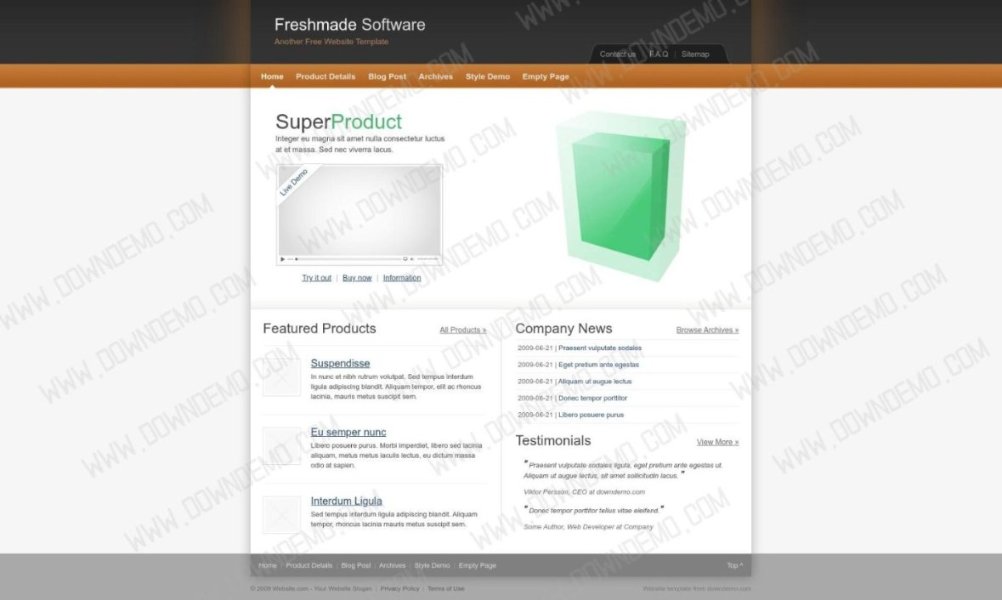 Freshmade Software
Another Free Website Template
Contact us | F.A.Q | Sitemap
Home Product Details Blog Post Archives Style Demo Empty Page
SuperProduct
Integer eu magna sit amet nulla consectetur luctus
at et massa. Sed nec viverra lacus.
Live Demo
Try it out | Buy now | Information
Featured Products
All Products »
Suspendisse
In nunc et nibh rutrum volutpat. Sed tempus interdum
ligula adipiscing blandit. Aliquam tempor, elit ac rhoncus
lacinia, mauris metus suscipit sem.
Eu semper nunc
Libero posuere purus. Morbi imperdiet, libero sed lacinia
aliquam, metus metus iaculis lectus, eu dictum massa
odio at sapien.
Interdum Ligula
Sed tempus interdum ligula adipiscing blandit. Aliquam
tempor, rhoncus lacinia mauris metus suscipit sem.
Company News
Browse Archives »
2009-06-21 | Praesent vulputate sodales
2009-06-21 | Eget pretium ante egestas
2009-06-21 | Aliquam ut augue lectus
2009-06-21 | Donec tempor porttitor
2009-06-21 | Libero posuere purus
Testimonials
View More »
" Praesent vulputate sodales ligula, eget pretium ante egestas ut.
Aliquam ut augue lectus, sit amet sollicitudin lacus. "
Viktor Persson, CEO at downdemo.com
" Donec tempor porttitor tellus vitae eleifend. "
Some Author, Web Developer at Company
Home | Product Details | Blog Post | Archives | Style Demo | Empty Page
Top ^
© 2009 Website.com - Your Website Slogan | Privacy Policy | Terms of Use
Website template from downdemo.com
WWW.DOWNDEMO.COM